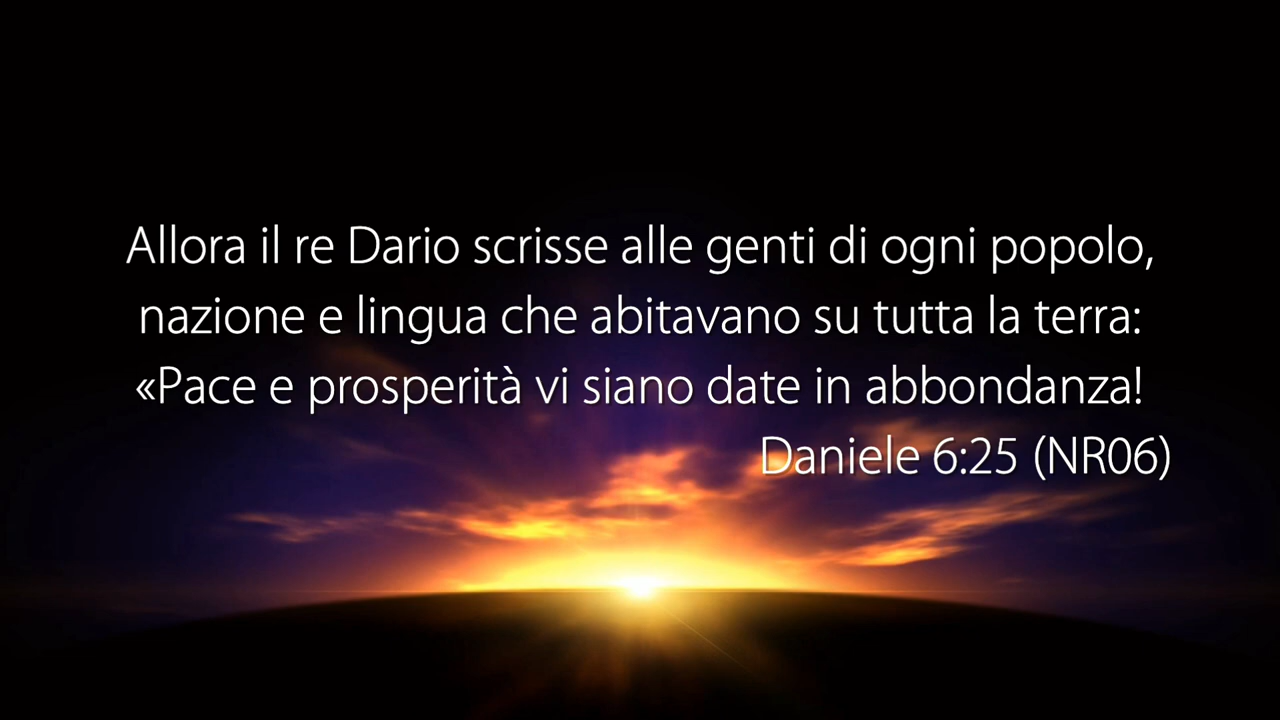 Allora il re Dario scrisse alle genti di ogni popolo,
nazione e lingua che abitavano su tutta la terra:
«Pace e prosperità vi siano date in abbondanza!
Daniele 6:25 (NR06)